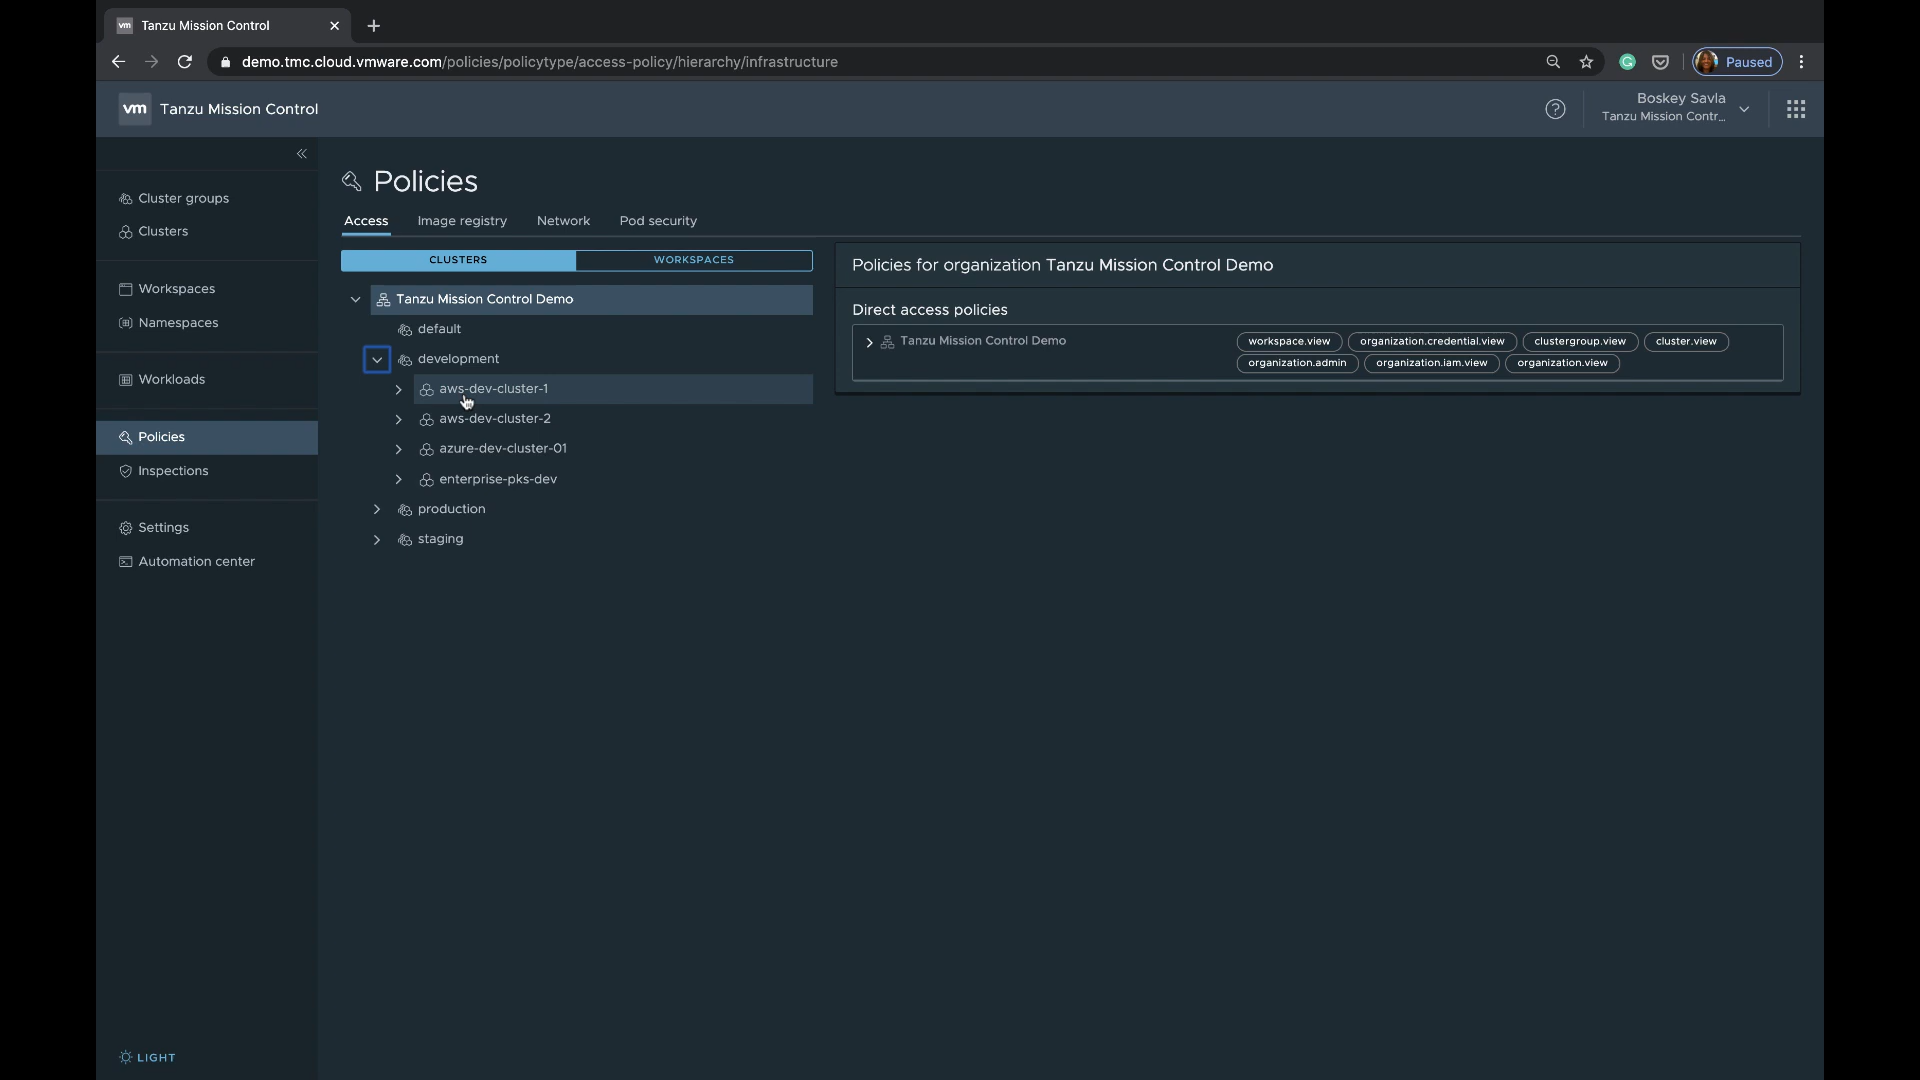 vm Tanzu Mission Control
demo.tmc.cloud.vmware.com/policies/policytype/access-policy/hierarchy/infrastructure
G
Paused
vm Tanzu Mission Control
?
Boskey Savla
Tanzu Mission Contr...
Cluster groups
Clusters
Workspaces
Namespaces
Workloads
Policies
Inspections
Settings
Automation center
LIGHT
Policies
Access Image registry Network Pod security
CLUSTERS WORKSPACES
Tanzu Mission Control Demo
default
development
aws-dev-cluster-1
aws-dev-cluster-2
azure-dev-cluster-01
enterprise-pks-dev
production
staging
Policies for organization Tanzu Mission Control Demo
Direct access policies
Tanzu Mission Control Demo workspace.view organization.credential.view clustergroup.view cluster.view
organization.admin organization.iam.view organization.view